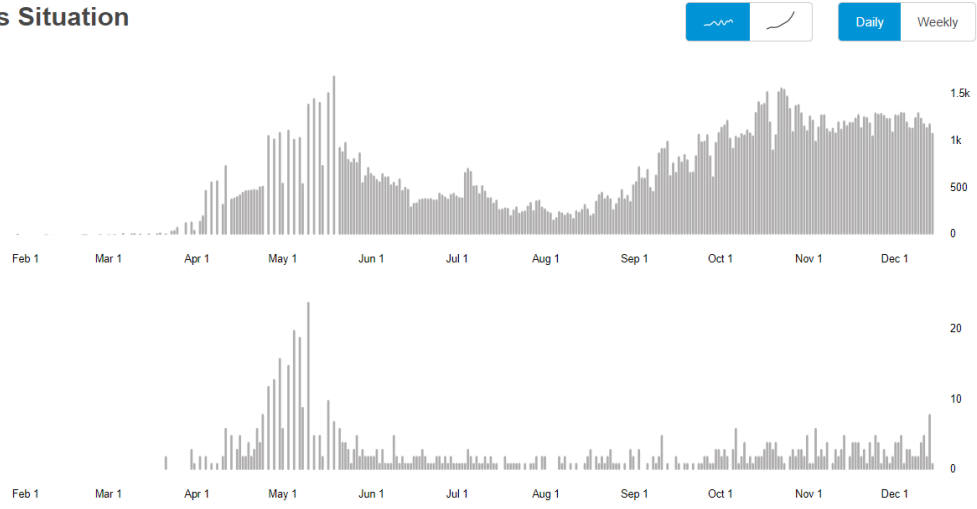 s Situation
Daily Weekly
1.5k
1k
500
0
Feb 1 Mar 1 Apr 1 May 1 Jun 1 Jul 1 Aug 1 Sep 1 Oct 1 Nov 1 Dec 1
20
10
0
Feb 1 Mar 1 Apr 1 May 1 Jun 1 Jul 1 Aug 1 Sep 1 Oct 1 Nov 1 Dec 1